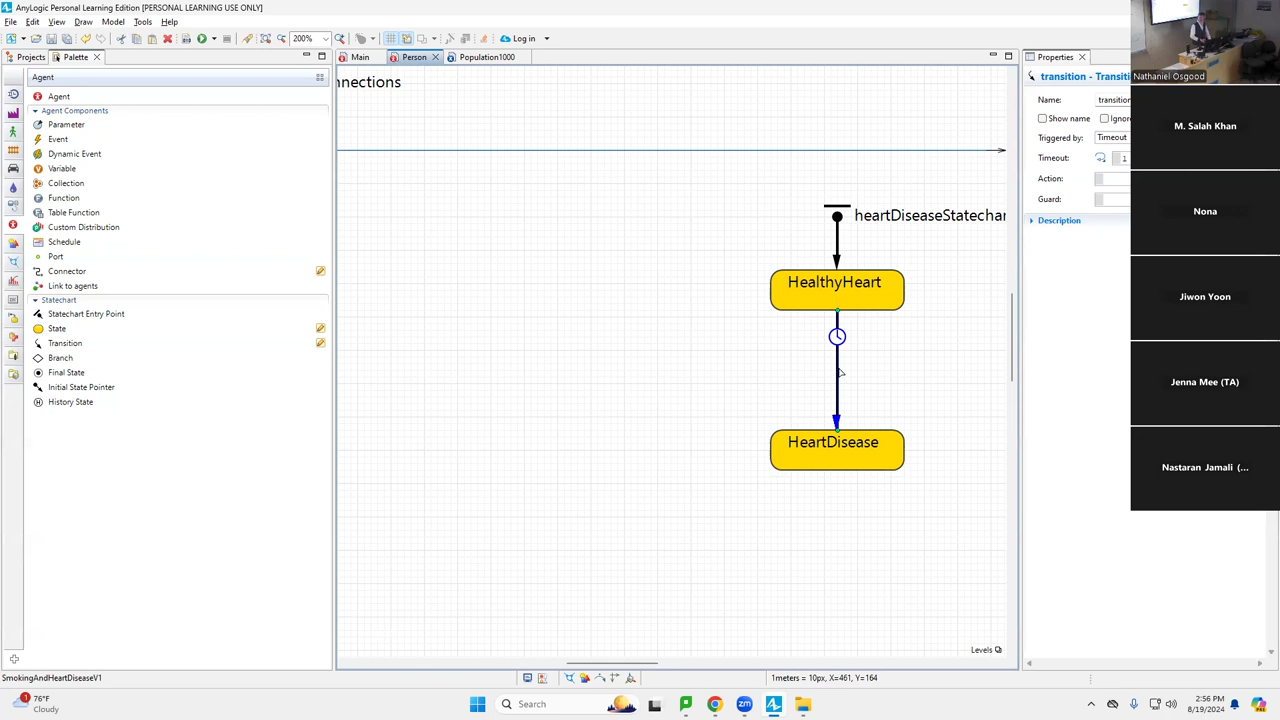 AnyLogic Personal Learning Edition [PERSONAL LEARNING USE ONLY]
File Edit View Draw Model Tools Help
200% Log in
Projects Palette
Main Person Population1000
Properties
Agent
Agent
Agent Components
Parameter
Event
Dynamic Event
Variable
Collection
Function
Table Function
Custom Distribution
Schedule
Port
Connector
Link to agents
Statechart
Statechart Entry Point
State
Transition
Branch
Final State
Initial State Pointer
History State
nnections
heartDiseaseStatechar
HealthyHeart
HeartDisease
Levels
transition - Transiti
Name: transition
Show name Ignor
Triggered by: Timeout
Timeout: 1
Action:
Guard:
Description
Nathaniel Osgood
M. Salah Khan
Nona
Jiwon Yoon
Jenna Mee (TA)
Nastaran Jamali (...
SmokingAndHeartDiseaseV1
1meters = 10px, X=461, Y=164
1
76°F
Cloudy
Search
zm
2:56 PM
8/19/2024